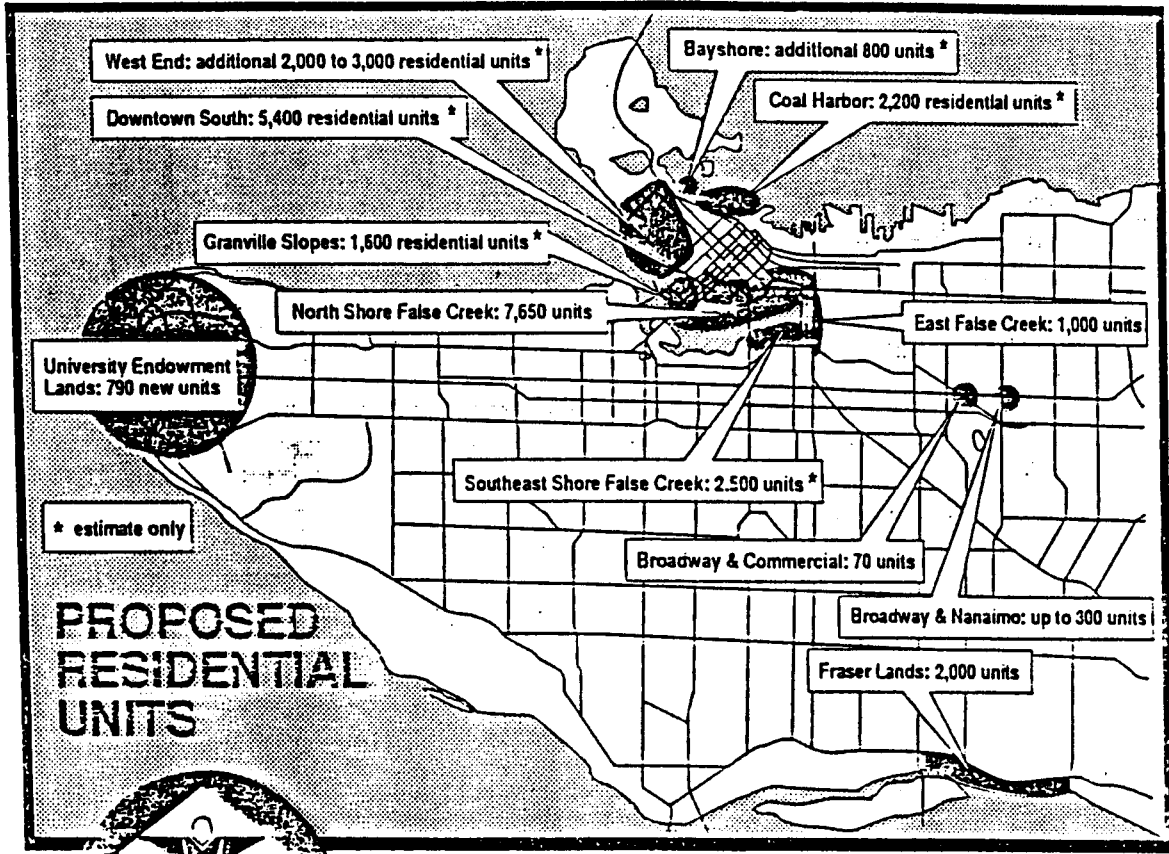 West End: additional 2,000 to 3,000 residential units *
Bayshore: additional 800 units *
Downtown South: 5,400 residential units *
Coal Harbor: 2,200 residential units *
Granville Slopes: 1,600 residential units *
North Shore False Creek: 7,650 units
East False Creek: 1,000 units
University Endowment
Lands: 790 new units
Southeast Shore False Creek: 2.500 units *
* estimate only
Broadway & Commercial: 70 units
Broadway & Nanaimo: up to 300 units
Fraser Lands: 2,000 units
PROPOSED
RESIDENTIAL
UNITS